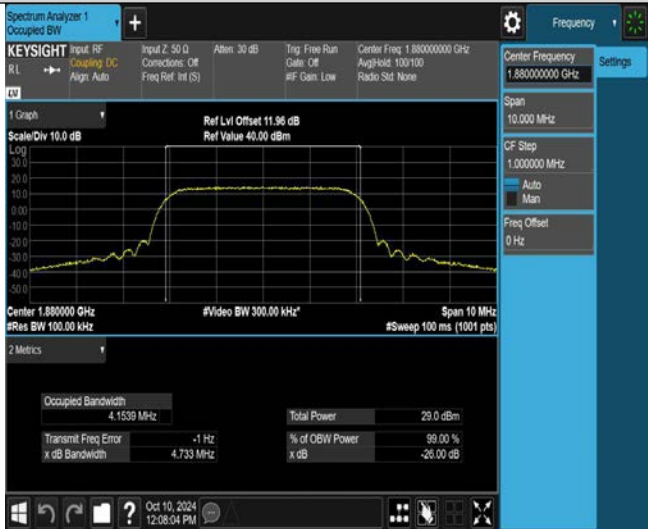 Spectrum Analyzer 1
Occupied BW
+
Frequency
KEYSIGHT
Input: RF
Coupling: DC
Align: Auto
Input Z: 50 Ω
Corrections: Off
Freq Ref: Int (S)
Atten: 30 dB
Trig: Free Run
Gate: Off
#IF Gain: Low
Center Freq: 1.880000000 GHz
Avg|Hold: 100/100
Radio Std: None
RL
Center Frequency
1.880000000 GHz
Settings
Span
10.000 MHz
CF Step
1.000000 MHz
Auto
Man
Freq Offset
0 Hz
1 Graph
Scale/Div 10.0 dB
Ref Lvl Offset 11.96 dB
Ref Value 40.00 dBm
Log
30.0
20.0
10.0
0.00
-10.0
-20.0
-30.0
-40.0
-50.0
Center 1.880000 GHz
#Video BW 300.00 kHz*
Span 10 MHz
#Res BW 100.00 kHz
#Sweep 100 ms (1001 pts)
2 Metrics
Occupied Bandwidth
4.1539 MHz
Total Power 29.0 dBm
Transmit Freq Error -1 Hz
% of OBW Power 99.00 %
x dB Bandwidth 4.733 MHz
x dB -26.00 dB
?
Oct 10, 2024
12:08:04 PM